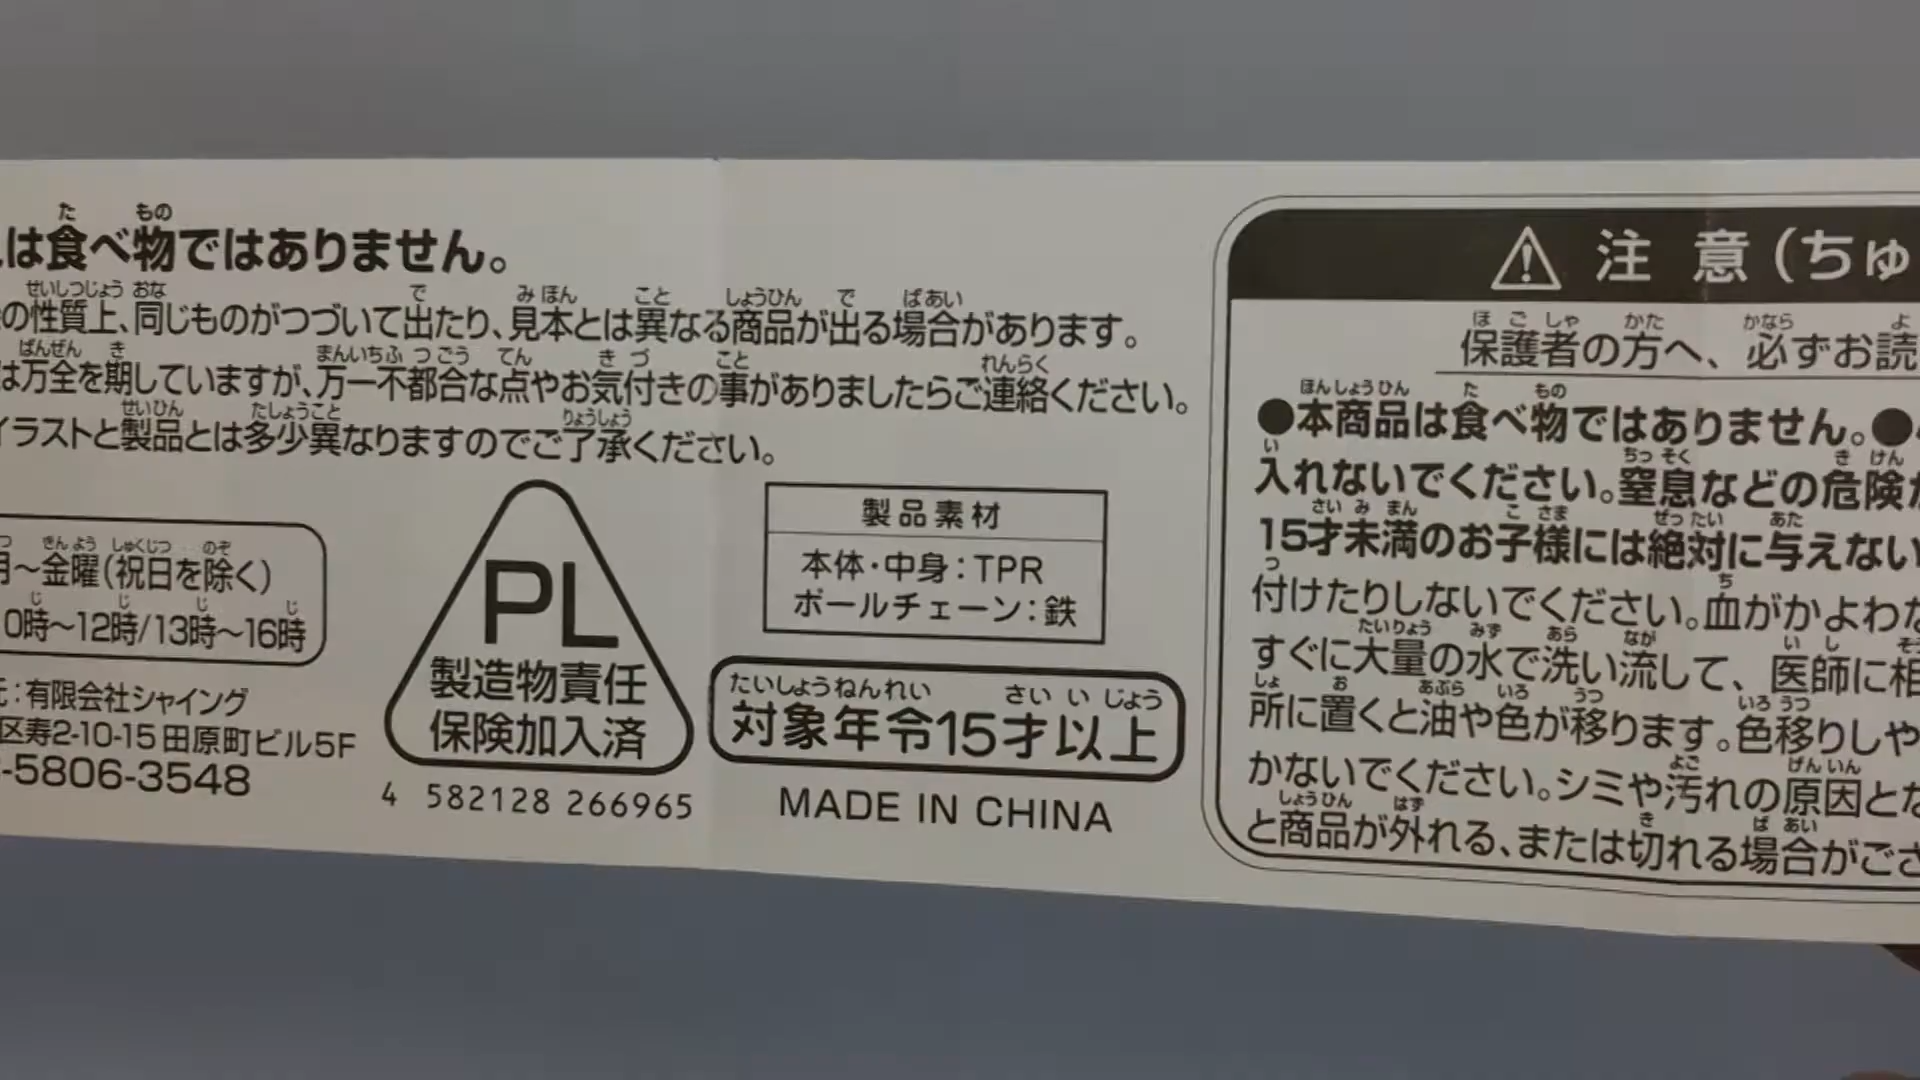 は食べ物ではありません。
の性質上、同じものがつづいて出たり、見本とは異なる商品が出る場合があります。
は万全を期していますが、万一不都合な点やお気付きの事がありましたらご連絡ください。
イラストと製品とは多少異なりますのでご了承ください。
月～金曜(祝日を除く)
0時～12時/13時～16時
元:有限会社シャイング
区寿2-10-15 田原町ビル5F
-5806-3548
PL
製造物責任
保険加入済
4 582128 266965
製品素材
本体・中身:TPR
ボールチェーン:鉄
たいしょうねんれい さい い じょう
対象年令15才以上
MADE IN CHINA
注 意(ちゅ
保護者の方へ、必ずお読
●本商品は食べ物ではありません。●
入れないでください。窒息などの危険
15才未満のお子様には絶対に与えない
付けたりしないでください。血がかよわな
すぐに大量の水で洗い流して、医師に相
所に置くと油や色が移ります。色移りしや
かないでください。シミや汚れの原因とな
と商品が外れる、または切れる場合がござ